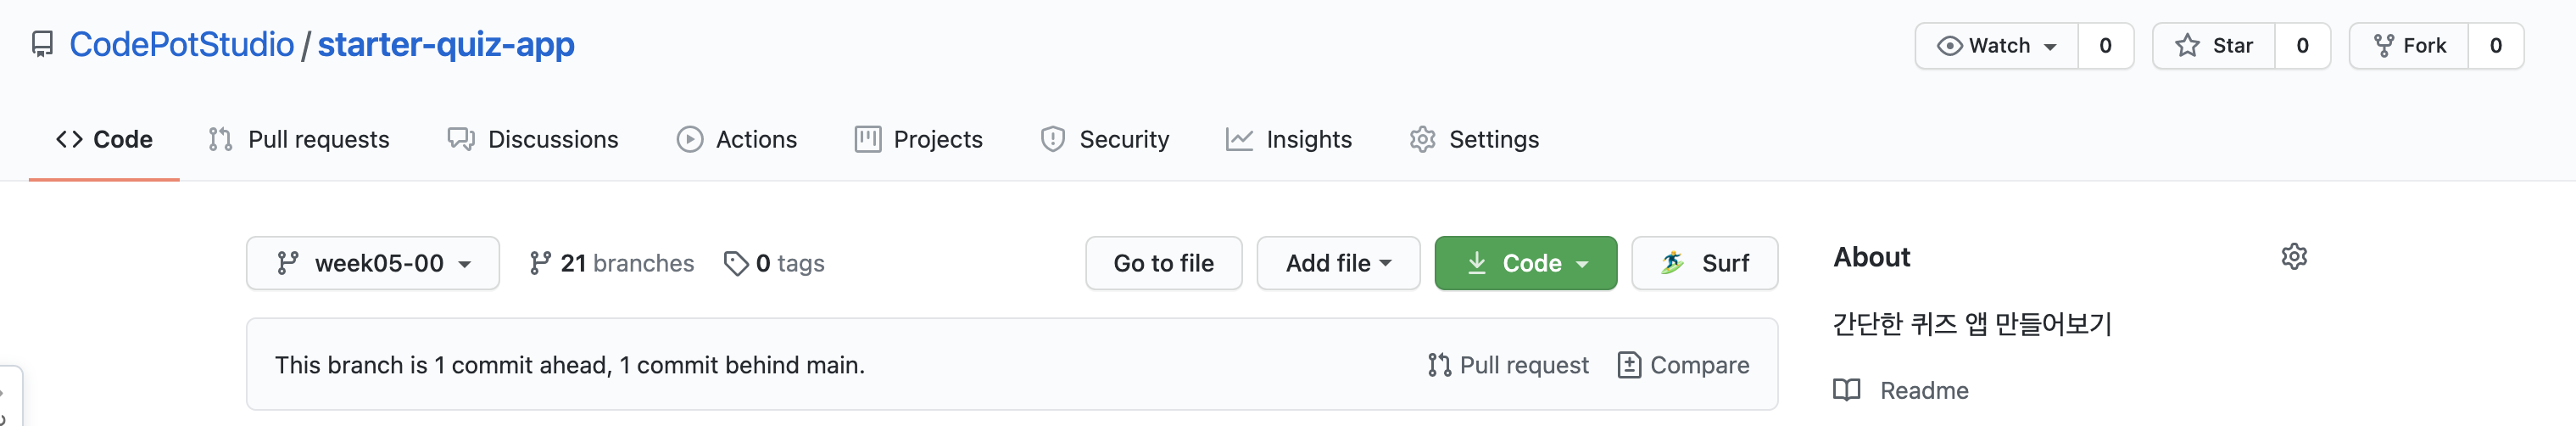 CodePotStudio / starter-quiz-app
Watch 0 Star 0 Fork 0
Code Pull requests Discussions Actions Projects Security Insights Settings
week05-00 21 branches 0 tags Go to file Add file Code Surf
This branch is 1 commit ahead, 1 commit behind main. Pull request Compare
About
간단한 퀴즈 앱 만들어보기
Readme